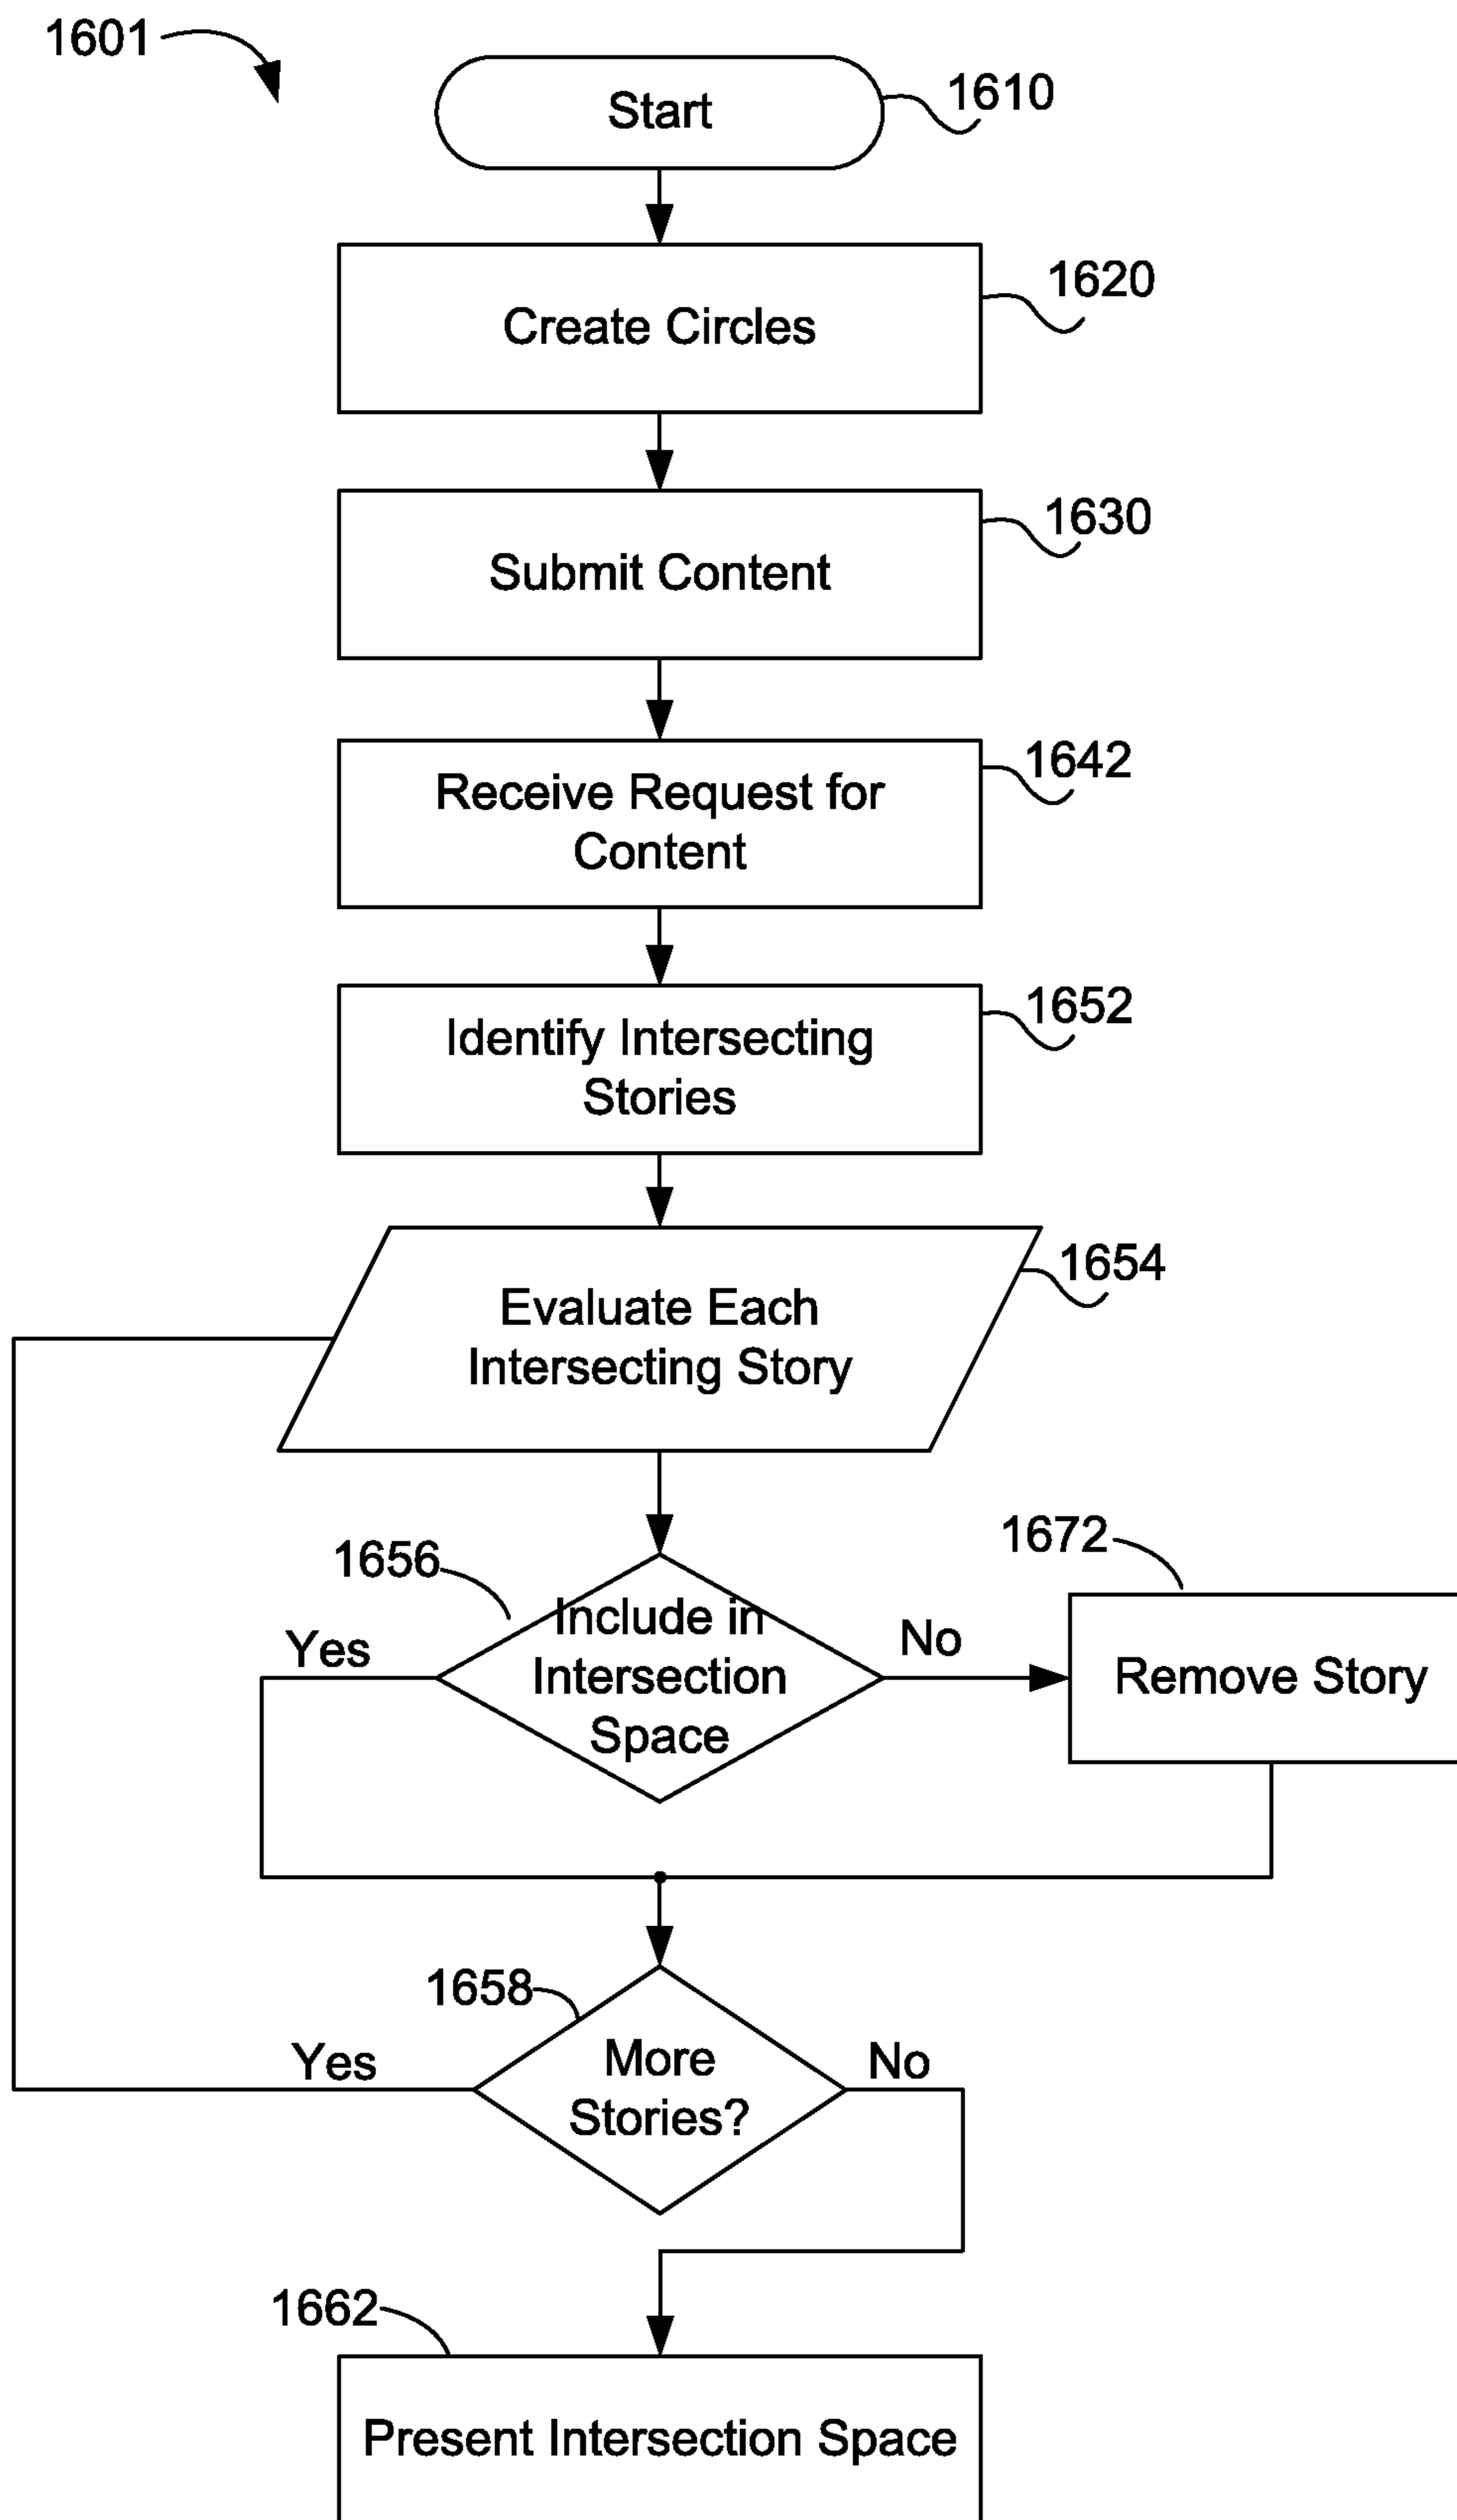 1601
Start
1610
Create Circles
1620
Submit Content
1630
Receive Request for
Content
1642
Identify Intersecting
Stories
1652
Evaluate Each
Intersecting Story
1654
1656
Include in
Intersection
Space
Yes
No
1672
Remove Story
1658
More
Stories?
Yes
No
1662
Present Intersection Space